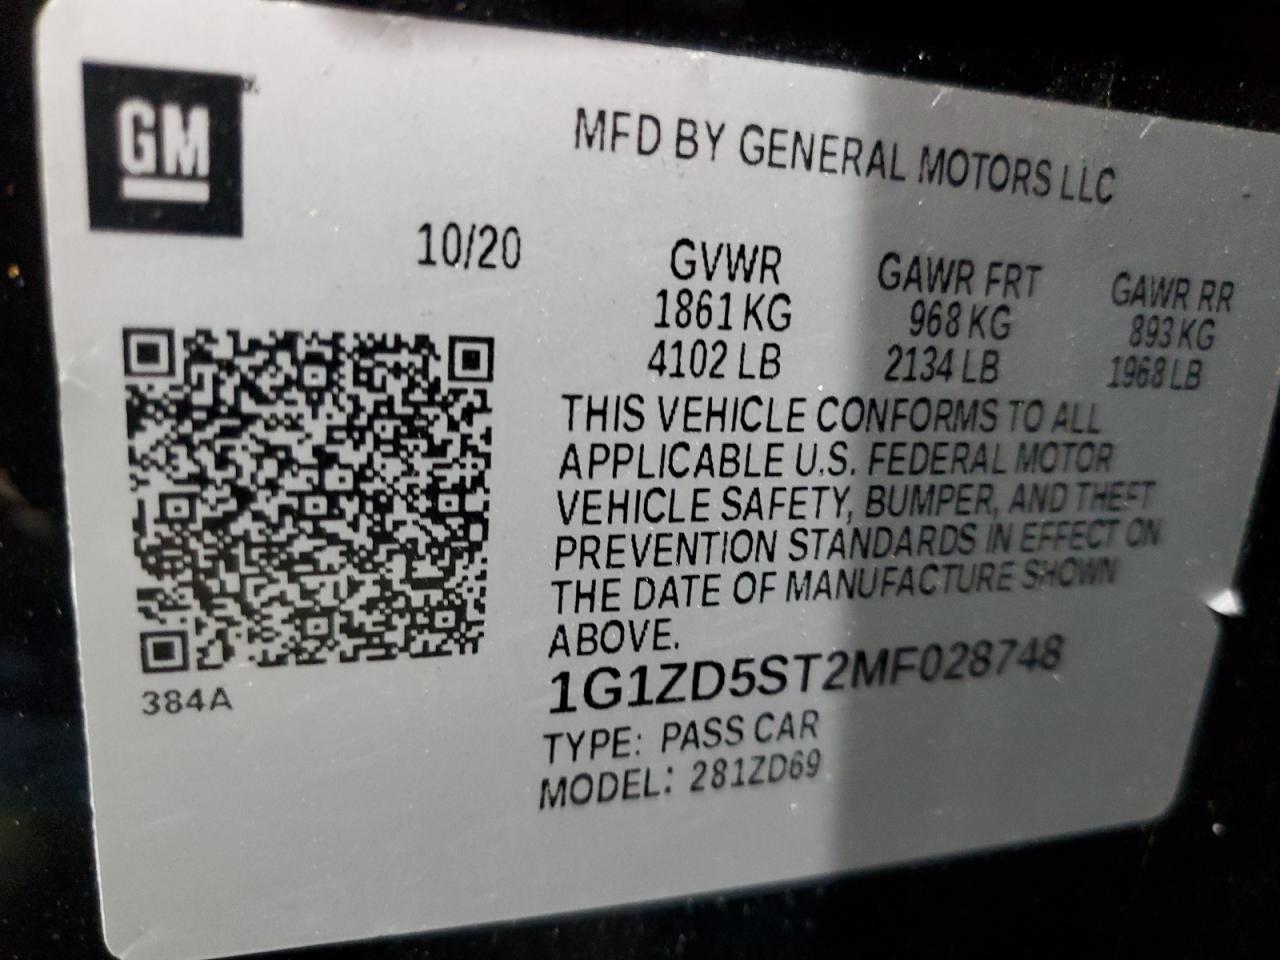 GM
MFD BY GENERAL MOTORS LLC
10/20
GVWR GAWR FRT GAWR RR
1861 KG 968 KG 893 KG
4102 LB 2134 LB 1968 LB
THIS VEHICLE CONFORMS TO ALL
APPLICABLE U.S. FEDERAL MOTOR
VEHICLE SAFETY, BUMPER, AND THEFT
PREVENTION STANDARDS IN EFFECT ON
THE DATE OF MANUFACTURE SHOWN
ABOVE.
1G1ZD5ST2MF028748
384A
TYPE: PASS CAR
MODEL: 281ZD69